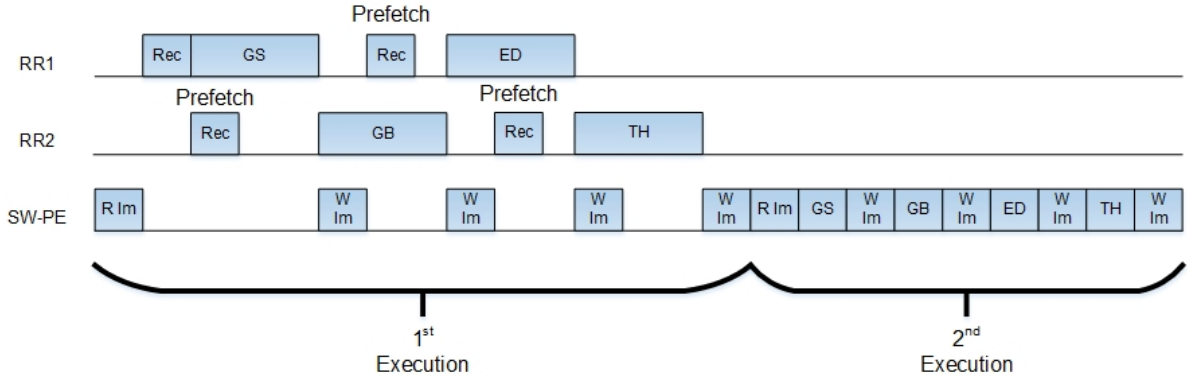 Prefetch
RR1
Rec
GS
Rec
ED
Prefetch
Prefetch
RR2
Rec
GB
Rec
TH
SW-PE
R Im
W
Im
W
Im
W
Im
W
Im
R Im
GS
W
Im
GB
W
Im
ED
W
Im
TH
W
Im
1st
Execution
2nd
Execution